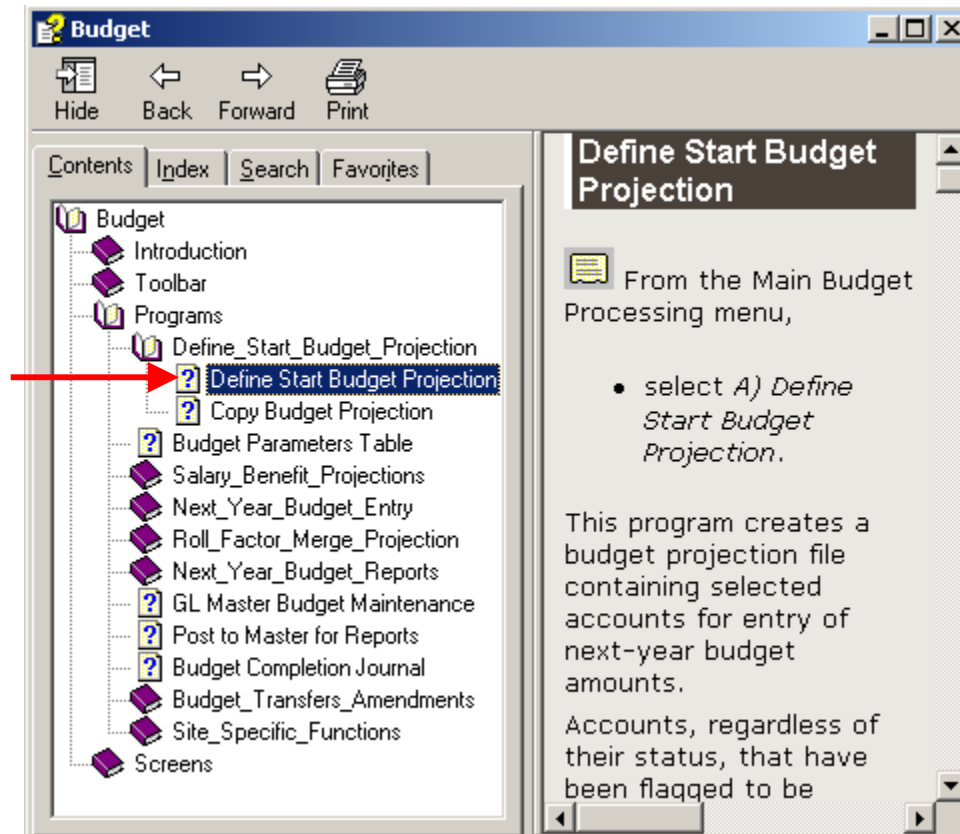 Budget
Hide Back Forward Print
Contents Index Search Favorites
Budget
Introduction
Toolbar
Programs
Define_Start_Budget_Projection
Define Start Budget Projection
Copy Budget Projection
Budget Parameters Table
Salary_Benefit_Projections
Next_Year_Budget_Entry
Roll_Factor_Merge_Projection
Next_Year_Budget_Reports
GL Master Budget Maintenance
Post to Master for Reports
Budget Completion Journal
Budget_Transfers_Amendments
Site_Specific_Functions
Screens
Define Start Budget
Projection
From the Main Budget
Processing menu,
• select A) Define
Start Budget
Projection.
This program creates a
budget projection file
containing selected
accounts for entry of
next-year budget
amounts.
Accounts, regardless of
their status, that have
been flagged to be